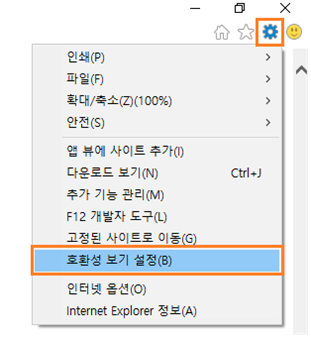 인쇄(P)
파일(F)
확대/축소(Z)(100%)
안전(S)
앱 뷰에 사이트 추가(I)
다운로드 보기(N) Ctrl+J
추가 기능 관리(M)
F12 개발자 도구(L)
고정된 사이트로 이동(G)
호환성 보기 설정(B)
인터넷 옵션(O)
Internet Explorer 정보(A)